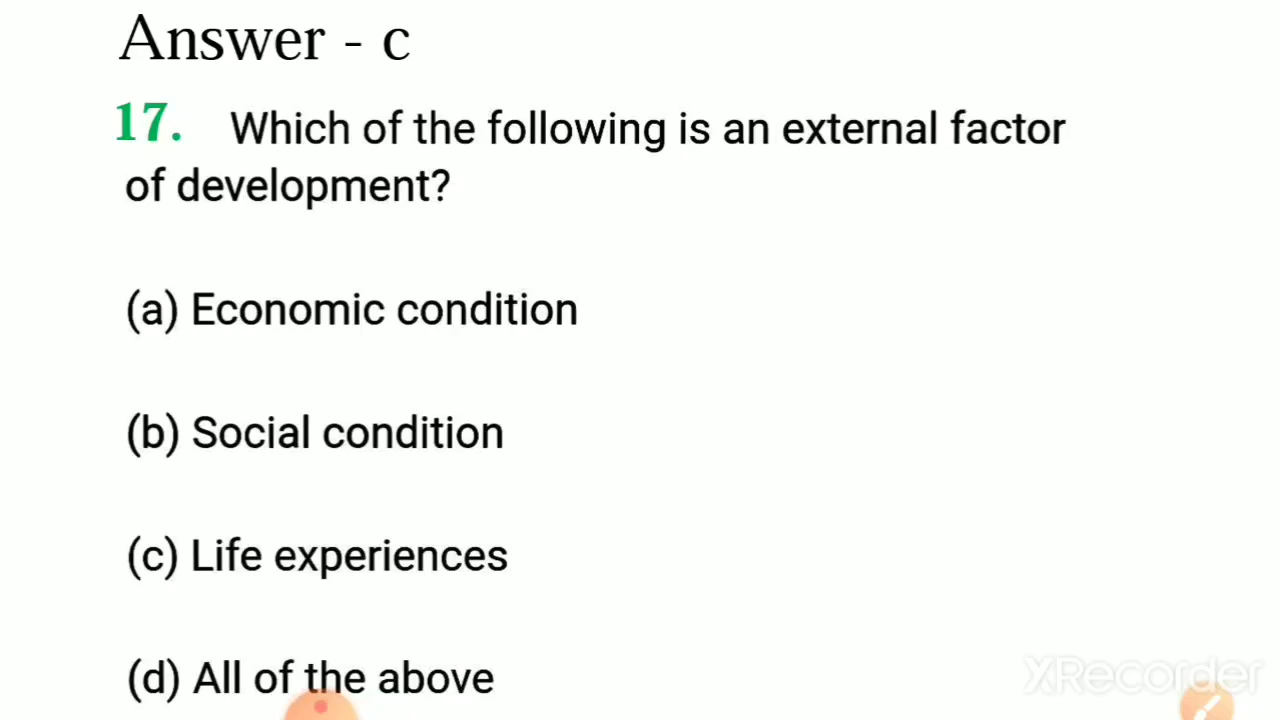 Answer - c
17. Which of the following is an external factor
of development?
(a) Economic condition
(b) Social condition
(c) Life experiences
(d) All of the above
XRecorder